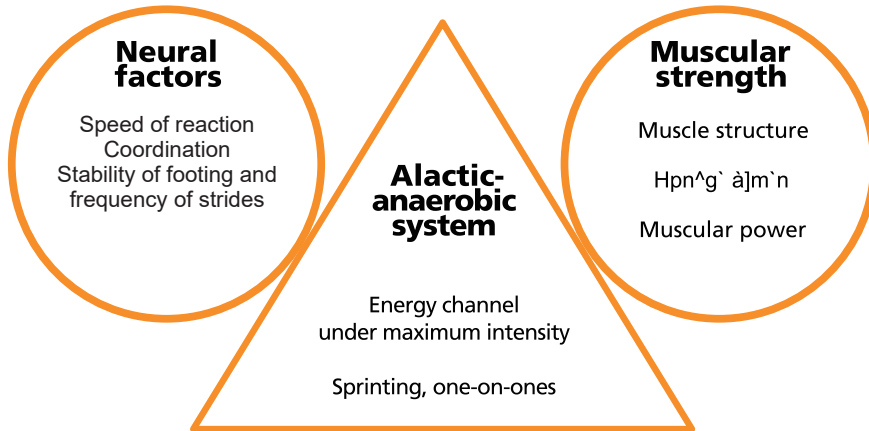 Neural
factors
Speed of reaction
Coordination
Stability of footing and
frequency of strides
Alactic-
anaerobic
system
Energy channel
under maximum intensity
Sprinting, one-on-ones
Muscular
strength
Muscle structure
Hpn^g` à]m`n
Muscular power